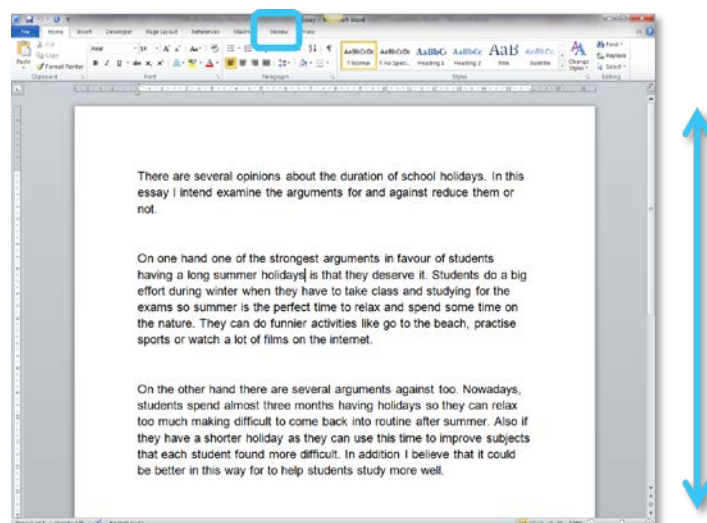 File Home Insert Developer Page Layout References Review View
Cut
Copy
Format Painter
Paste
Arial
AaBbCcDc AaBbCcDc AaBbC AaBbCc AaB AaBbCc
Normal Heading 1 Heading 2 Title Subtitle
Change Styles
Find
Replace
Select
Clipboard Font Paragraph Styles Editing
There are several opinions about the duration of school holidays. In this
essay I intend examine the arguments for and against reduce them or
not.
On one hand one of the strongest arguments in favour of students
having a long summer holidays is that they deserve it. Students do a big
effort during winter when they have to take class and studying for the
exams so summer is the perfect time to relax and spend some time on
the nature. They can do funnier activities like go to the beach, practise
sports or watch a lot of films on the internet.
On the other hand there are several arguments against too. Nowadays,
students spend almost three months having holidays so they can relax
too much making difficult to come back into routine after summer. Also if
they have a shorter holiday as they can use this time to improve subjects
that each student found more difficult. In addition I believe that it could
be better in this way for to help students study more well.